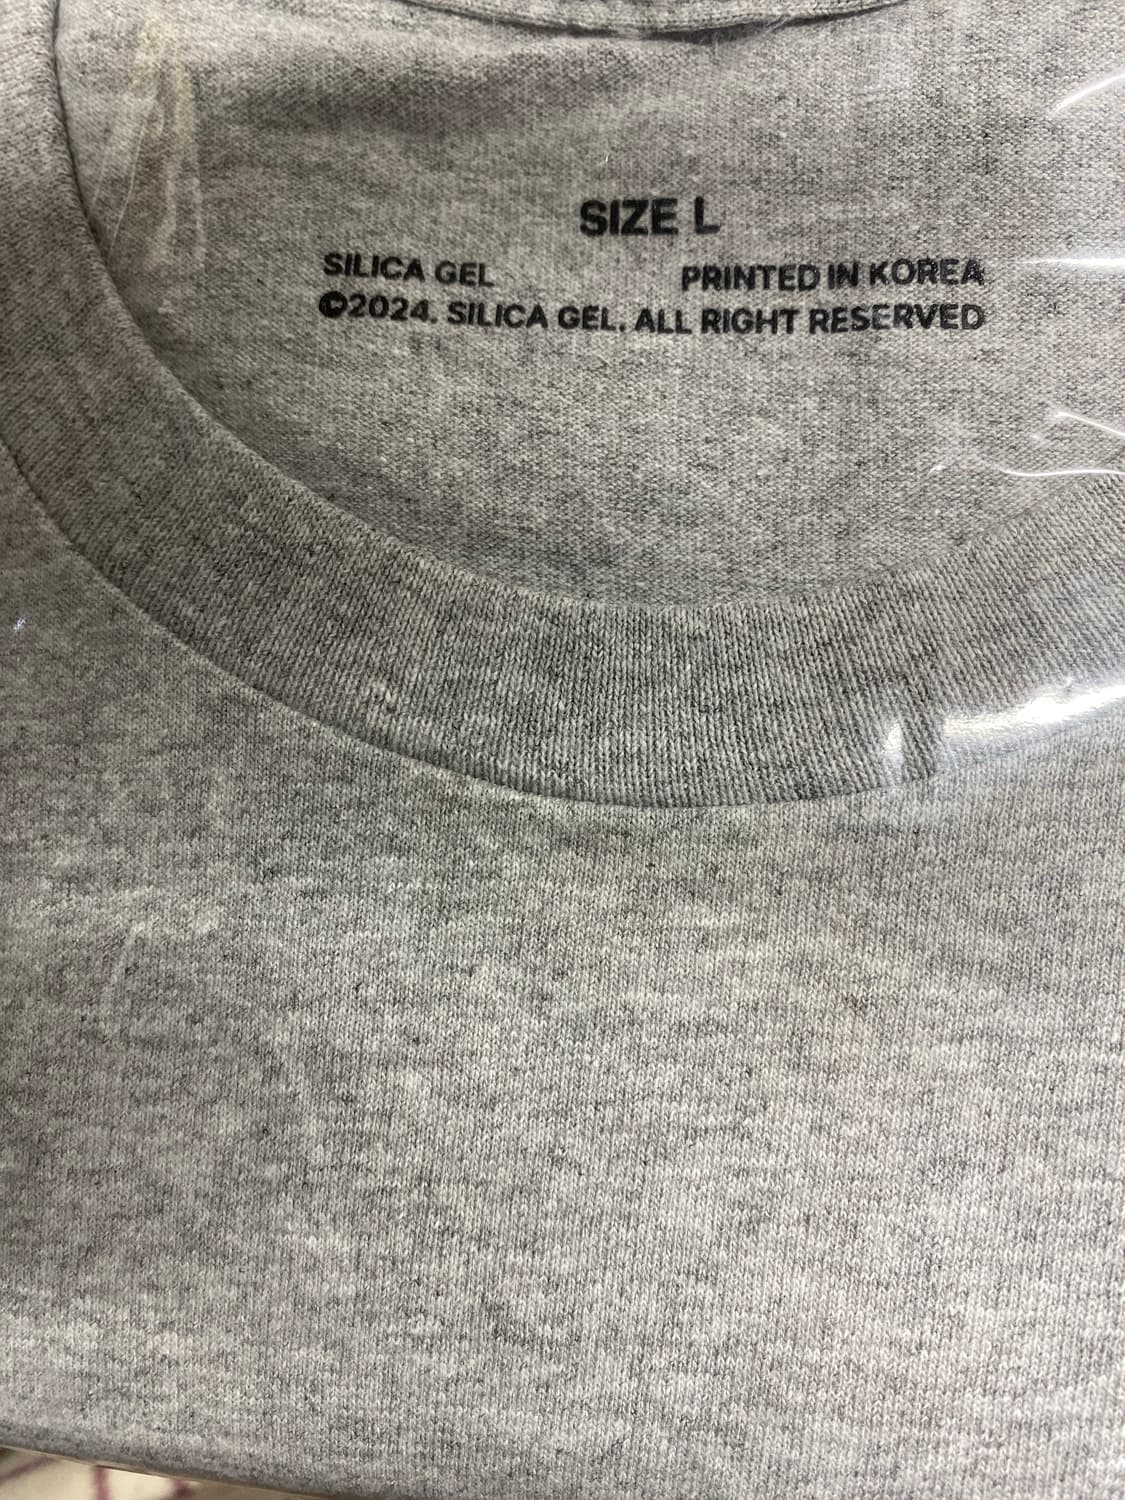 SIZE L
SILICA GEL PRINTED IN KOREA
©2024. SILICA GEL. ALL RIGHT RESERVED